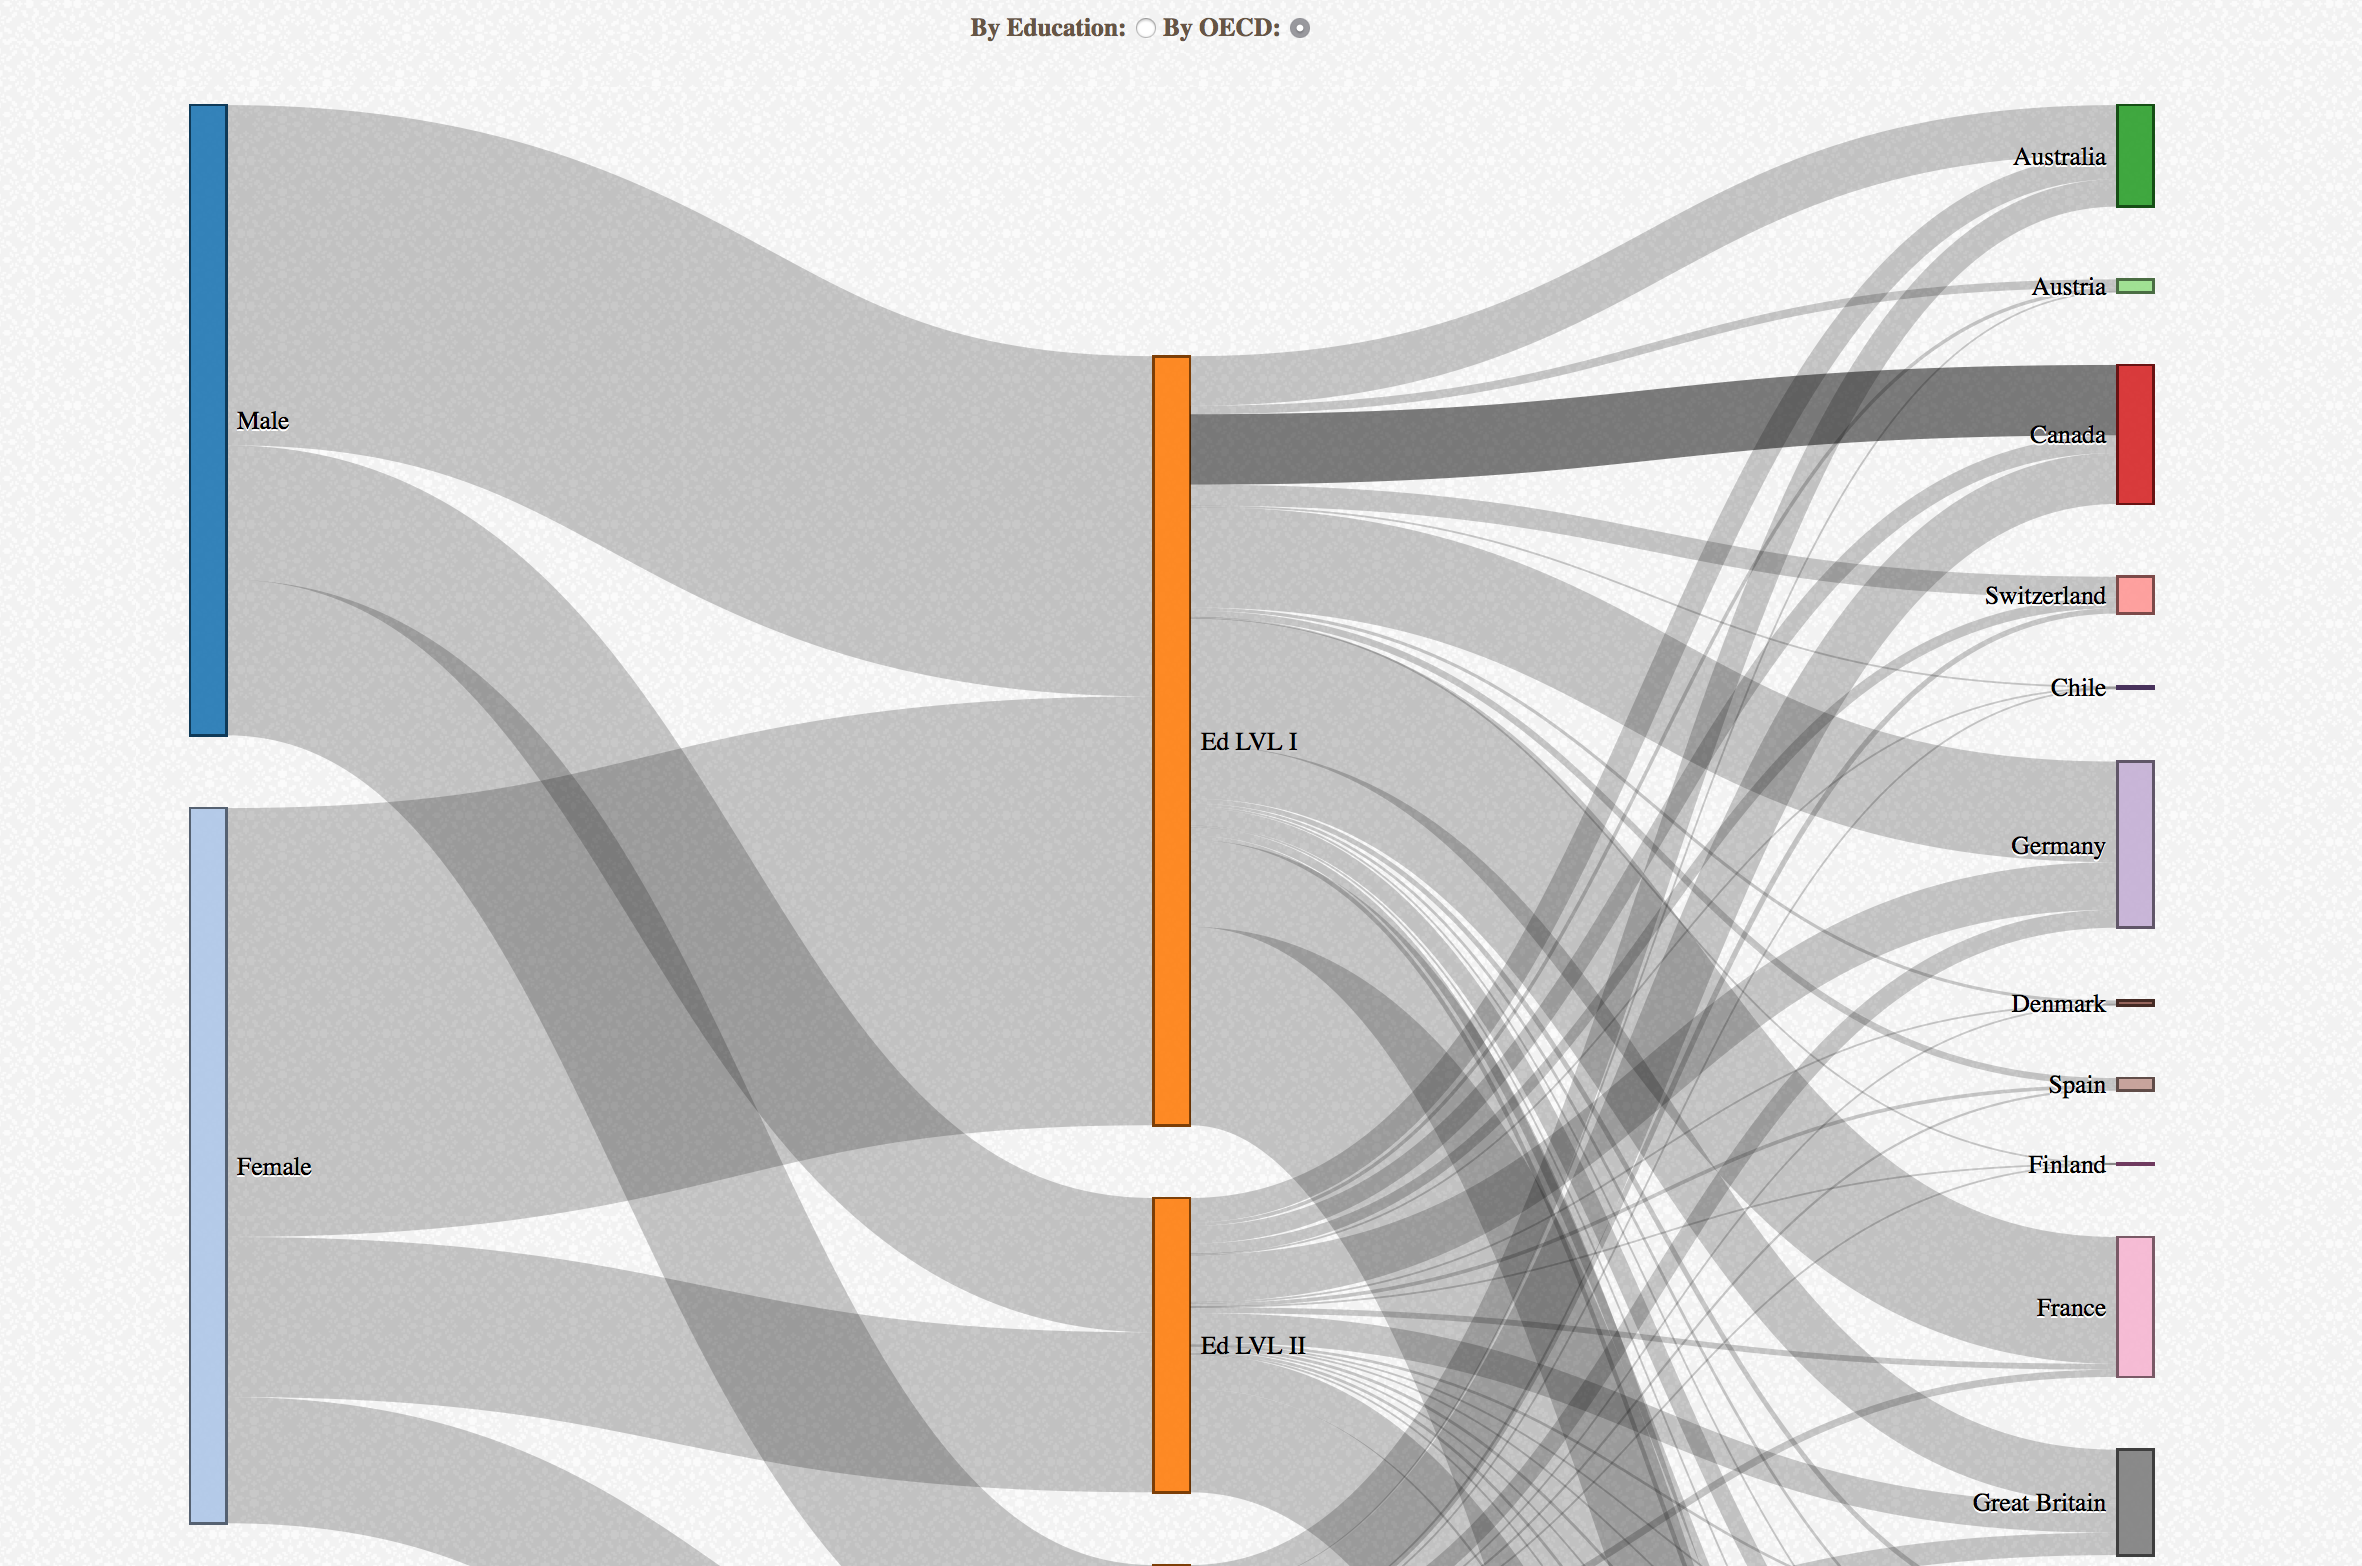 By Education: By OECD:
Australia
Austria
Male
Canada
Switzerland
Chile
Ed LVL I
Germany
Denmark
Spain
Female
Finland
France
Ed LVL II
Great Britain